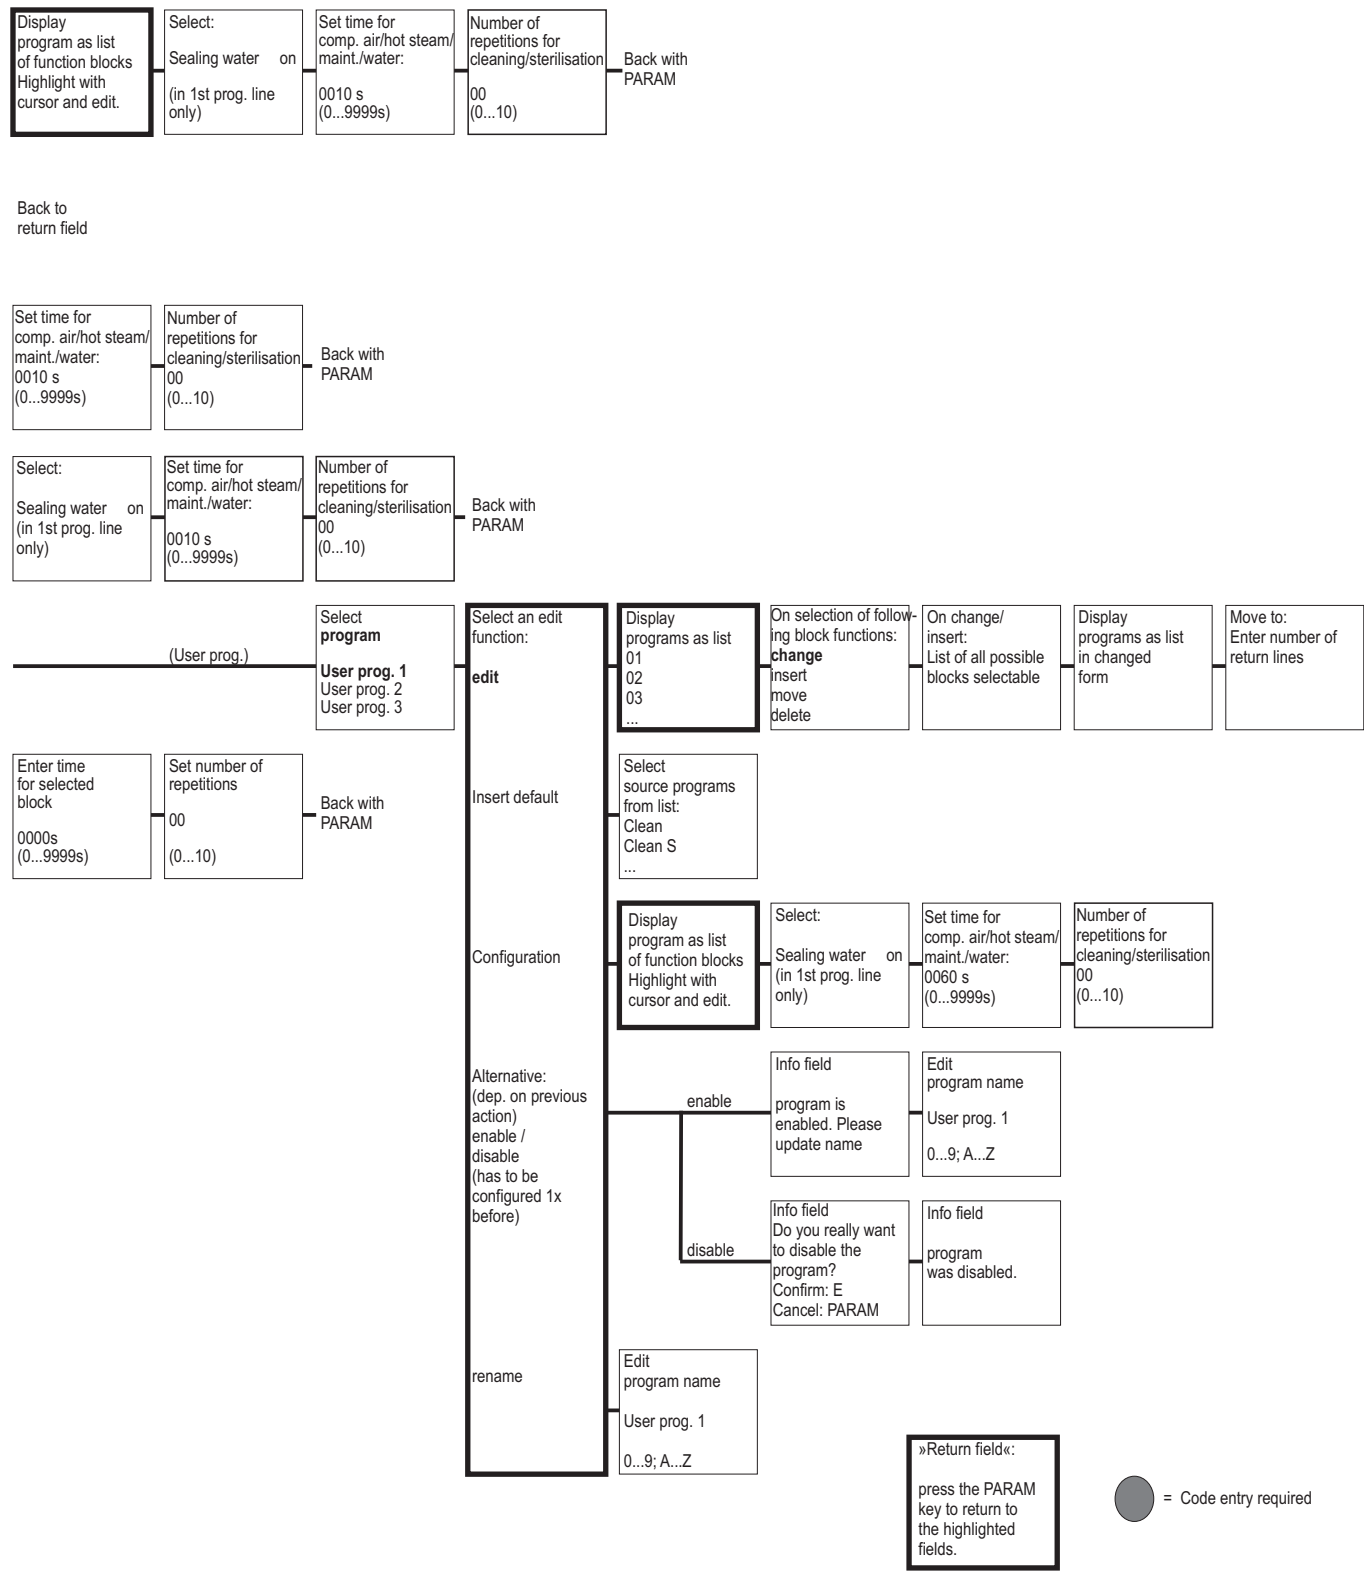 Display
program as list
of function blocks
Highlight with
cursor and edit.
Select:
Sealing water on
(in 1st prog. line
only)
Set time for
comp. air/hot steam/
maint./water:
0010 s
(0...9999s)
Number of
repetitions for
cleaning/sterilisation
00
(0...10)
Back with
PARAM
Back to
return field
Set time for
comp. air/hot steam/
maint./water:
0010 s
(0...9999s)
Number of
repetitions for
cleaning/sterilisation
00
(0...10)
Back with
PARAM
Select:
Sealing water on
(in 1st prog. line
only)
Set time for
comp. air/hot steam/
maint./water:
0010 s
(0...9999s)
Number of
repetitions for
cleaning/sterilisation
00
(0...10)
Back with
PARAM
(User prog.)
Select
program
User prog. 1
User prog. 2
User prog. 3
Select an edit
function:
edit
Display
programs as list
01
02
03
...
On selection of follow-
ing block functions:
change
insert
move
delete
On change/
insert:
List of all possible
blocks selectable
Display
programs as list
in changed
form
Move to:
Enter number of
return lines
Enter time
for selected
block
0000s
(0...9999s)
Set number of
repetitions
00
(0...10)
Back with
PARAM
Insert default
Select
source programs
from list:
Clean
Clean S
...
Configuration
Display
program as list
of function blocks
Highlight with
cursor and edit.
Select:
Sealing water on
(in 1st prog. line
only)
Set time for
comp. air/hot steam/
maint./water:
0060 s
(0...9999s)
Number of
repetitions for
cleaning/sterilisation
00
(0...10)
Alternative:
(dep. on previous
action)
enable /
disable
(has to be
configured 1x
before)
enable
Info field
program is
enabled. Please
update name
Edit
program name
User prog. 1
0...9; A...Z
disable
Info field
Do you really want
to disable the
program?
Confirm: E
Cancel: PARAM
Info field
program
was disabled.
rename
Edit
program name
User prog. 1
0...9; A...Z
»Return field«:
press the PARAM
key to return to
the highlighted
fields.
= Code entry required